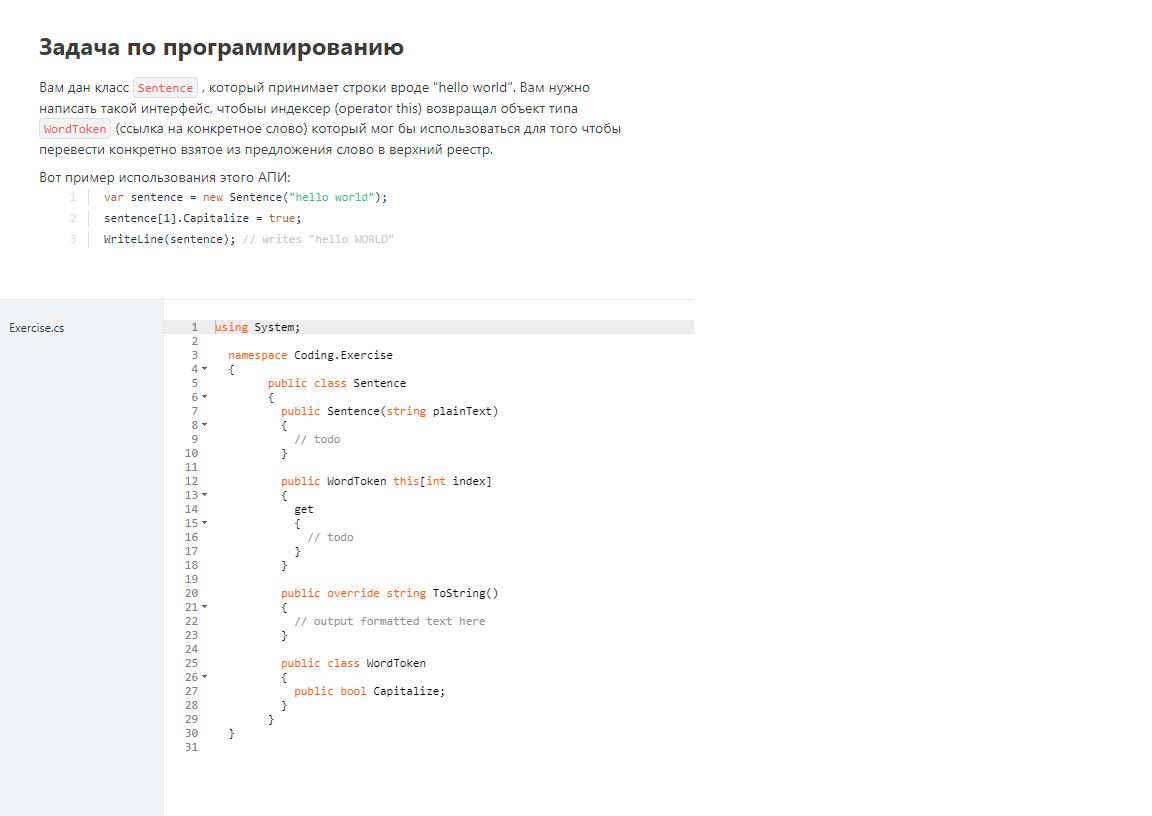 Задача по программированию
Вам дан класс Sentence , который принимает строки вроде "hello world". Вам нужно
написать такой интерфейс, чтобыы индексер (operator this) возвращал объект типа
WordToken (ссылка на конкретное слово) который мог бы использоваться для того чтобы
перевести конкретно взятое из предложения слово в верхний реестр.
Вот пример использования этого АПИ:
1 var sentence = new Sentence("hello world");
2 sentence[1].Capitalize = true;
3 WriteLine(sentence); // writes "hello WORLD"
Exercise.cs
1 using System;
2
3 namespace Coding.Exercise
4 {
5 public class Sentence
6 {
7 public Sentence(string plainText)
8 {
9 // todo
10 }
11
12 public WordToken this[int index]
13 {
14 get
15 {
16 // todo
17 }
18 }
19
20 public override string ToString()
21 {
22 // output formatted text here
23 }
24
25 public class WordToken
26 {
27 public bool Capitalize;
28 }
29 }
30 }
31